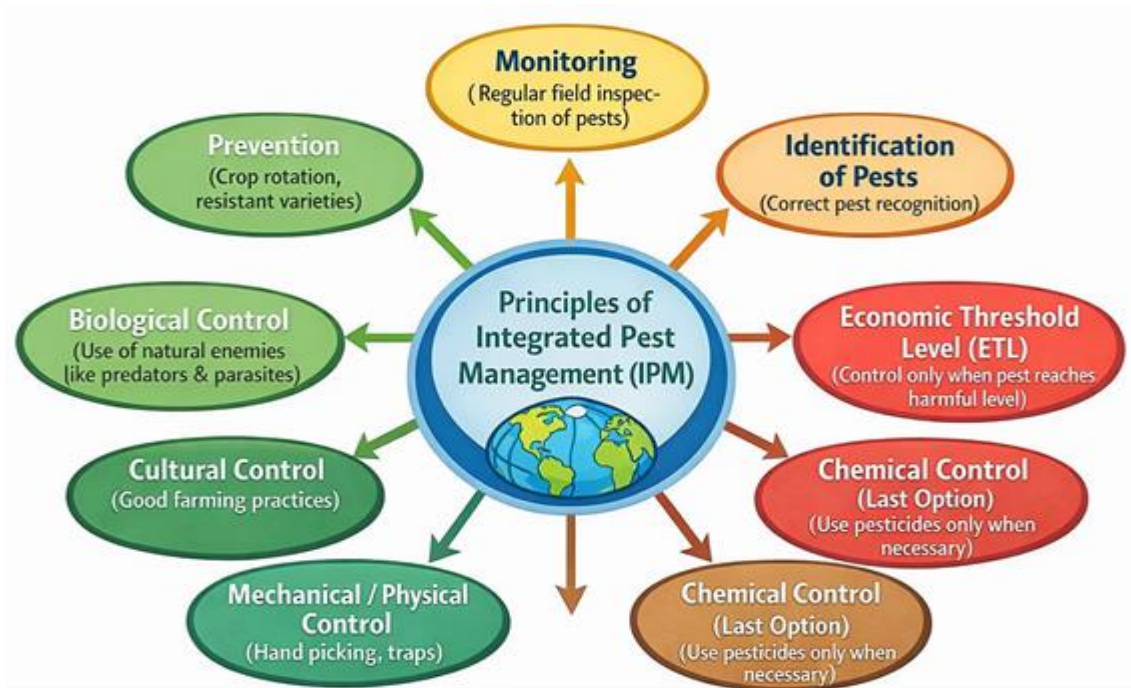 Monitoring
(Regular field inspec-
tion of pests)
Prevention
(Crop rotation,
resistant varieties)
Identification
of Pests
(Correct pest recognition)
Principles of
Integrated Pest
Management (IPM)
Biological Control
(Use of natural enemies
like predators & parasites)
Economic Threshold
Level (ETL)
(Control only when pest reaches
harmful level)
Cultural Control
(Good farming practices)
Chemical Control
(Last Option)
(Use pesticides only when
necessary)
Mechanical / Physical
Control
(Hand picking, traps)
Chemical Control
(Last Option)
(Use pesticides only when
necessary)